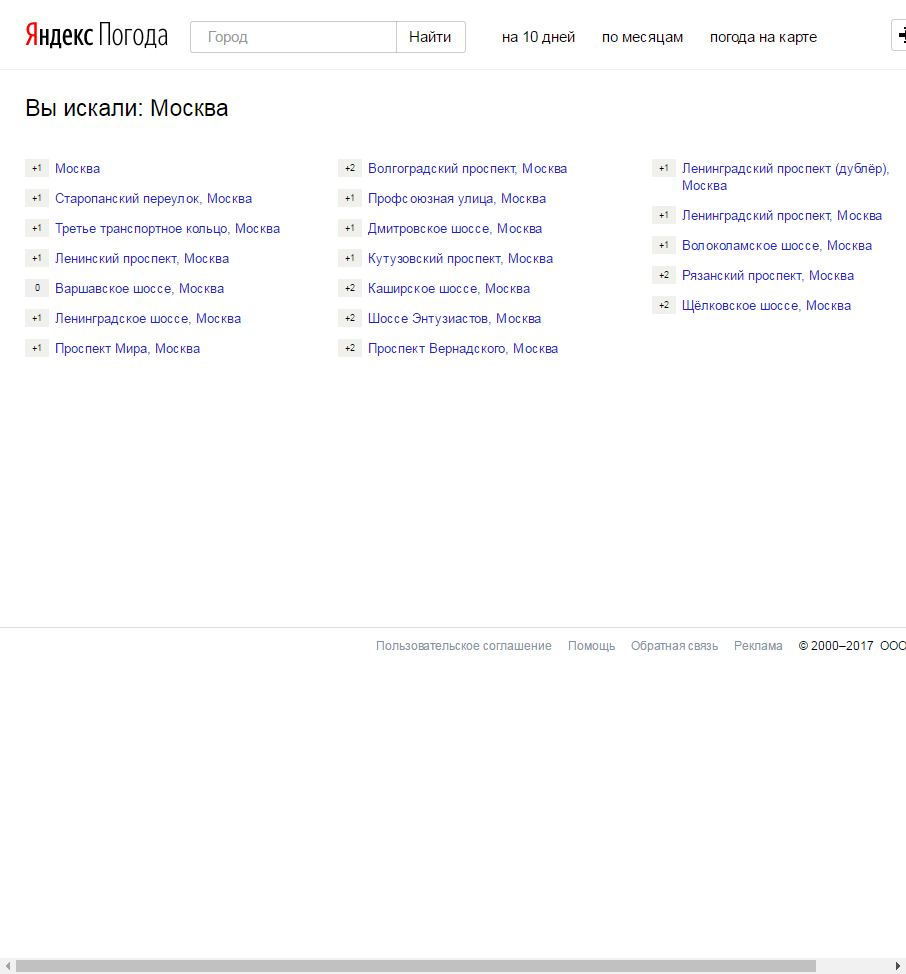 Яндекс Погода Город Найти на 10 дней по месяцам погода на карте
Вы искали: Москва
+1 Москва
+1 Старопанский переулок, Москва
+1 Третье транспортное кольцо, Москва
+1 Ленинский проспект, Москва
0 Варшавское шоссе, Москва
+1 Ленинградское шоссе, Москва
+1 Проспект Мира, Москва
+2 Волгоградский проспект, Москва
+1 Профсоюзная улица, Москва
+1 Дмитровское шоссе, Москва
+1 Кутузовский проспект, Москва
+2 Каширское шоссе, Москва
+2 Шоссе Энтузиастов, Москва
+2 Проспект Вернадского, Москва
+1 Ленинградский проспект (дублёр),
Москва
+1 Ленинградский проспект, Москва
+1 Волоколамское шоссе, Москва
+2 Рязанский проспект, Москва
+2 Щёлковское шоссе, Москва
Пользовательское соглашение Помощь Обратная связь Реклама © 2000–2017 ООО